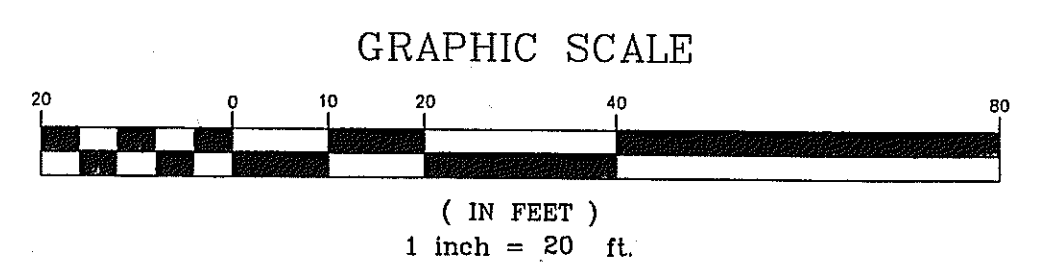 GRAPHIC SCALE
20 0 10 20 40 80
( IN FEET )
1 inch = 20 ft.